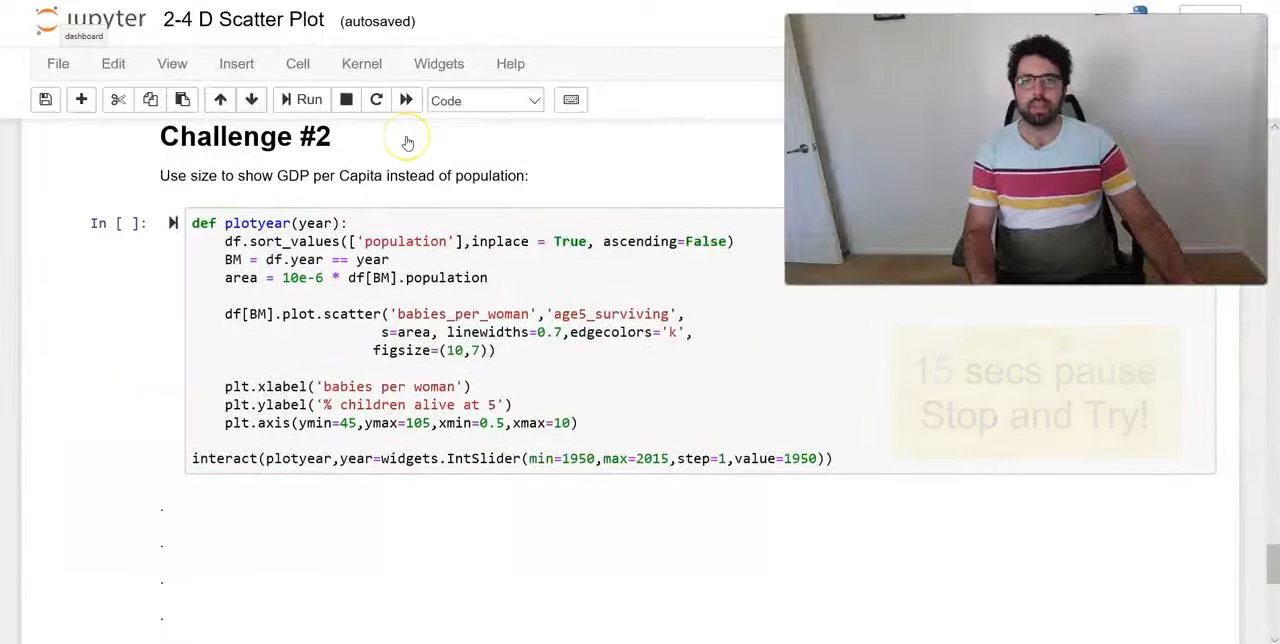 jupyter 2-4 D Scatter Plot (autosaved)
dashboard
File Edit View Insert Cell Kernel Widgets Help
Run Code
Challenge #2
Use size to show GDP per Capita instead of population:
In [ ]:
def plotyear(year):
    df.sort_values(['population'],inplace = True, ascending=False)
    BM = df.year == year
    area = 10e-6 * df[BM].population
    df[BM].plot.scatter('babies_per_woman','age5_surviving',
                       s=area, linewidths=0.7,edgecolors='k',
                      figsize=(10,7))
    plt.xlabel('babies per woman')
    plt.ylabel('% children alive at 5')
    plt.axis(ymin=45,ymax=105,xmin=0.5,xmax=10)
interact(plotyear,year=widgets.IntSlider(min=1950,max=2015,step=1,value=1950))
15 secs pause
Stop and Try!
.
.
.
.